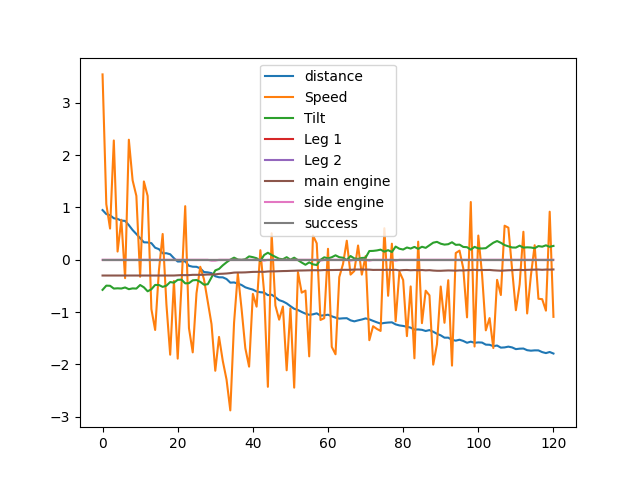 distance
Speed
Tilt
Leg 1
Leg 2
main engine
side engine
success
3
2
1
0
−1
−2
−3
0 20 40 60 80 100 120